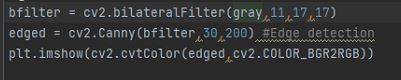 bfilter = cv2.bilateralFilter(gray,11,17,17)
edged = cv2.Canny(bfilter,30,200) #Edge detection
plt.imshow(cv2.cvtColor(edged,cv2.COLOR_BGR2RGB))